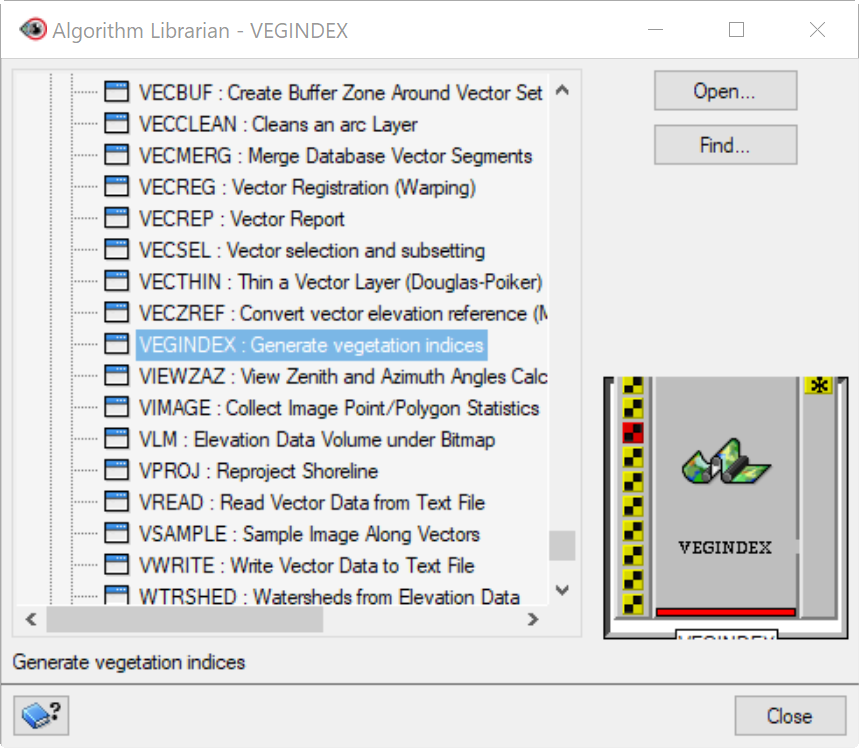 Algorithm Librarian - VEGINDEX
VECBUF : Create Buffer Zone Around Vector Set
VECCLEAN : Cleans an arc Layer
VECMERG : Merge Database Vector Segments
VECREG : Vector Registration (Warping)
VECREP : Vector Report
VECSEL : Vector selection and subsetting
VECTHIN : Thin a Vector Layer (Douglas-Poiker)
VECZREF : Convert vector elevation reference (M
VEGINDEX : Generate vegetation indices
VIEWZAZ : View Zenith and Azimuth Angles Calc
VIMAGE : Collect Image Point/Polygon Statistics
VLM : Elevation Data Volume under Bitmap
VPROJ : Reproject Shoreline
VREAD : Read Vector Data from Text File
VSAMPLE : Sample Image Along Vectors
VWRITE : Write Vector Data to Text File
WTRSHED : Watersheds from Elevation Data
Open...
Find...
VEGINDEX
VEGINDEX
Generate vegetation indices
Close